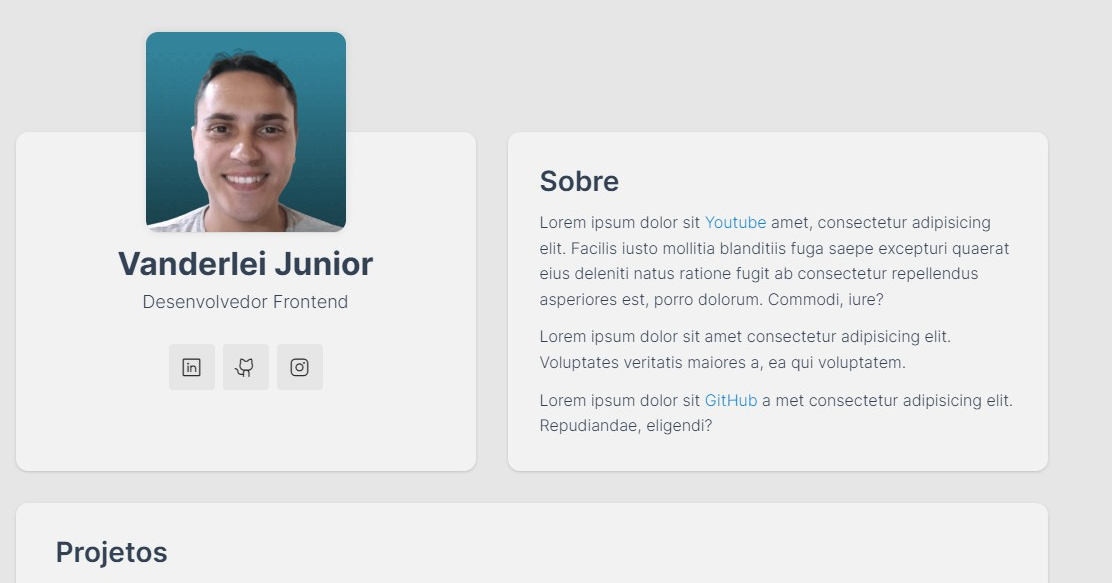 Vanderlei Junior
Desenvolvedor Frontend
in
Sobre
Lorem ipsum dolor sit Youtube amet, consectetur adipisicing
elit. Facilis iusto mollitia blanditiis fuga saepe excepturi quaerat
eius deleniti natus ratione fugit ab consectetur repellendus
asperiores est, porro dolorum. Commodi, iure?
Lorem ipsum dolor sit amet consectetur adipisicing elit.
Voluptates veritatis maiores a, ea qui voluptatem.
Lorem ipsum dolor sit GitHub a met consectetur adipisicing elit.
Repudiandae, eligendi?
Projetos